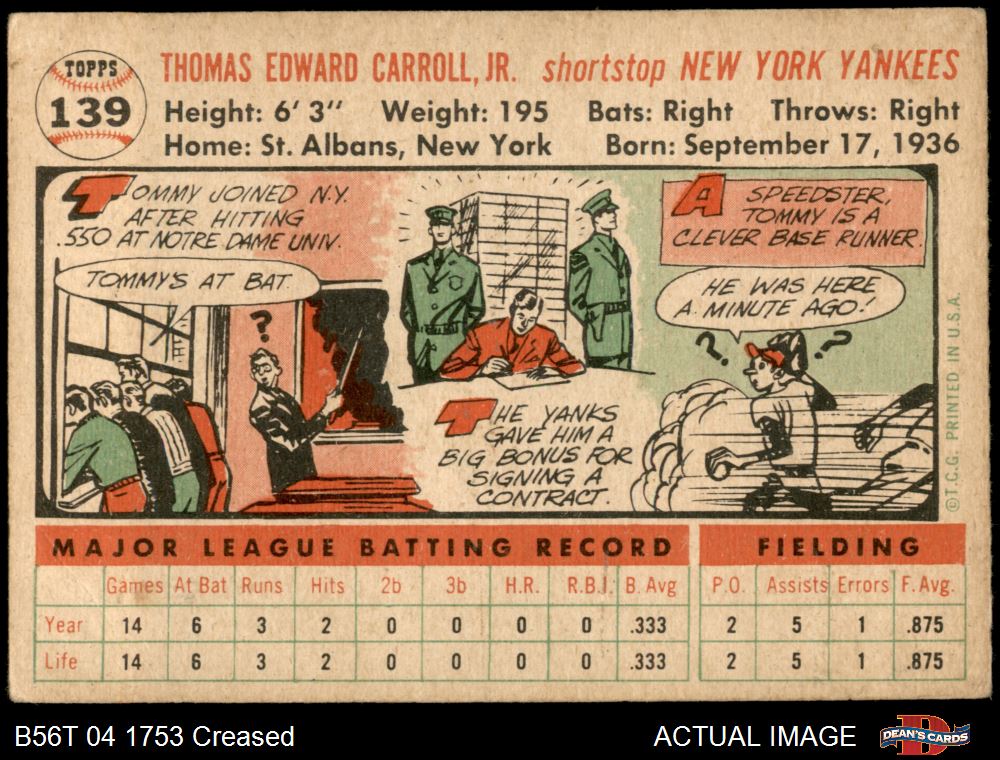 TOPPS
139
THOMAS EDWARD CARROLL, JR. shortstop NEW YORK YANKEES
Height: 6' 3" Weight: 195 Bats: Right Throws: Right
Home: St. Albans, New York Born: September 17, 1936
TOMMY JOINED N.Y.
AFTER HITTING
.550 AT NOTRE DAME UNIV.
TOMMY'S AT BAT.
?
THE YANKS
GAVE HIM A
BIG BONUS FOR
SIGNING A
CONTRACT.
A SPEEDSTER,
TOMMY IS A
CLEVER BASE RUNNER.
HE WAS HERE
A MINUTE AGO!
? ?
© T.C.G. PRINTED IN U.S.A.
MAJOR LEAGUE BATTING RECORD FIELDING
Games At Bat Runs Hits 2b 3b H.R. R.B.I. B. Avg P.O. Assists Errors F. Avg.
Year 14 6 3 2 0 0 0 0 .333 2 5 1 .875
Life 14 6 3 2 0 0 0 0 .333 2 5 1 .875
B56T 04 1753 Creased ACTUAL IMAGE D DEAN'S CARDS